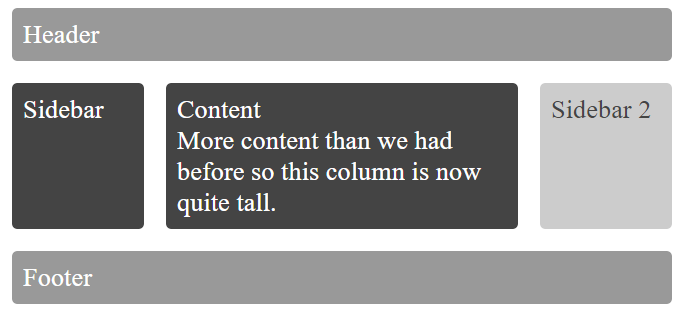 Header
Sidebar
Content
More content than we had
before so this column is now
quite tall.
Sidebar 2
Footer